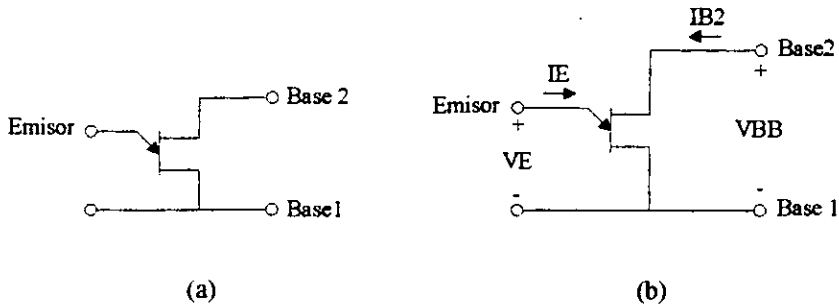 Emisor
Base 2
Base1
(a)
IB2
Base2
+
IE
Emisor
+
VE
-
VBB
-
Base 1
(b)